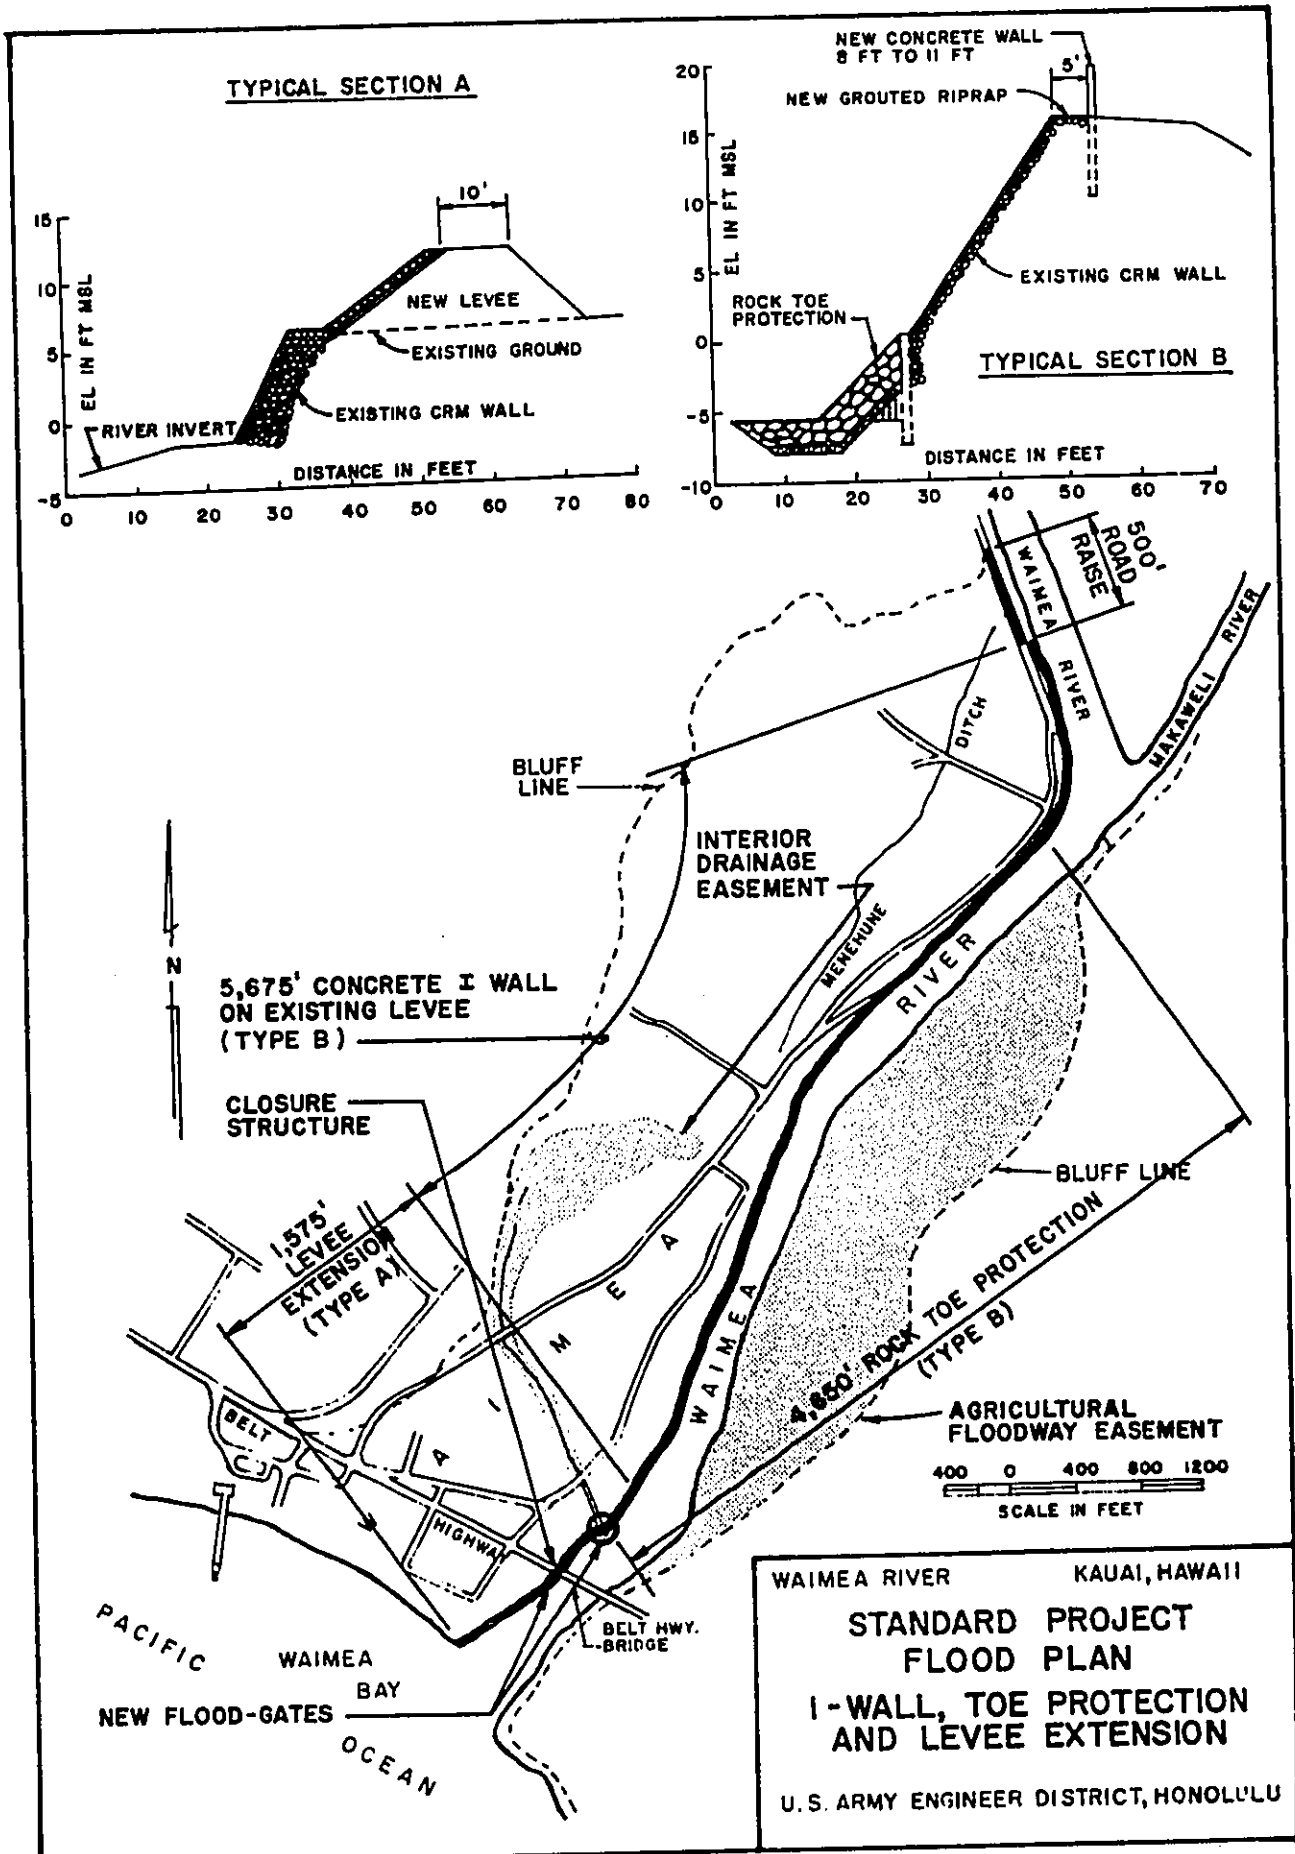 TYPICAL SECTION A
10'
15
10
5
0
-5
EL IN FT MSL
NEW LEVEE
EXISTING GROUND
EXISTING CRM WALL
RIVER INVERT
DISTANCE IN FEET
0 10 20 30 40 50 60 70 80
NEW CONCRETE WALL
8 FT TO 11 FT
5'
NEW GROUTED RIPRAP
20
15
10
5
0
-5
-10
EL IN FT MSL
EXISTING CRM WALL
ROCK TOE
PROTECTION
TYPICAL SECTION B
DISTANCE IN FEET
0 10 20 30 40 50 60 70
500'
ROAD
RAISE
WAIMEA
RIVER
MAKAWELI RIVER
DITCH
BLUFF
LINE
INTERIOR
DRAINAGE
EASEMENT
MENEHUNE
N
5,675' CONCRETE I WALL
ON EXISTING LEVEE
(TYPE B)
CLOSURE
STRUCTURE
1,575'
LEVEE
EXTENSION
(TYPE A)
WAIMEA RIVER
WAIMEA
BLUFF LINE
4,650' ROCK TOE PROTECTION
(TYPE B)
AGRICULTURAL
FLOODWAY EASEMENT
400 0 400 800 1200
SCALE IN FEET
BELT
HIGHWAY
BELT HWY.
BRIDGE
PACIFIC
OCEAN
WAIMEA
BAY
NEW FLOOD-GATES
WAIMEA RIVER KAUAI, HAWAII
STANDARD PROJECT
FLOOD PLAN
I-WALL, TOE PROTECTION
AND LEVEE EXTENSION
U.S. ARMY ENGINEER DISTRICT, HONOLULU